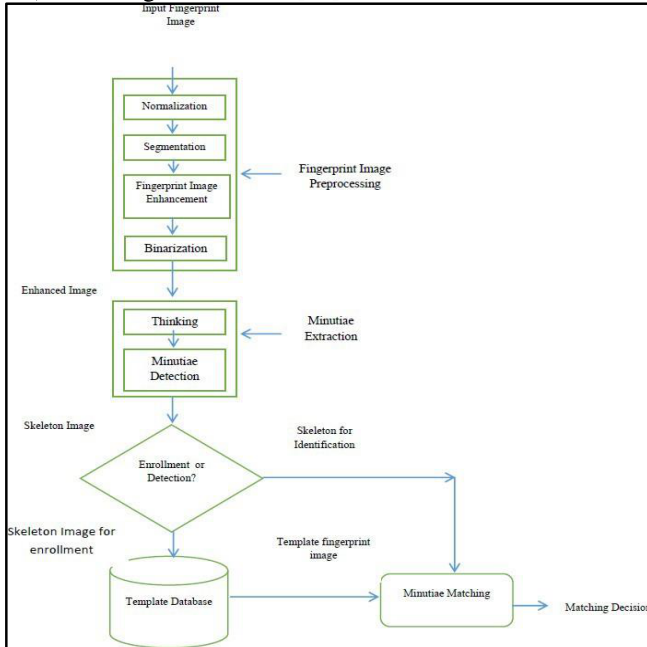 Input Fingerprint
Image
Normalization
Segmentation
Fingerprint Image
Enhancement
Fingerprint Image
Preprocessing
Binarization
Enhanced Image
Thinking
Minutiae
Extraction
Minutiae
Detection
Skeleton Image
Skeleton for
Identification
Enrollment or
Detection?
Skeleton Image for
enrollment
Template fingerprint
image
Template Database
Minutiae Matching
Matching Decision